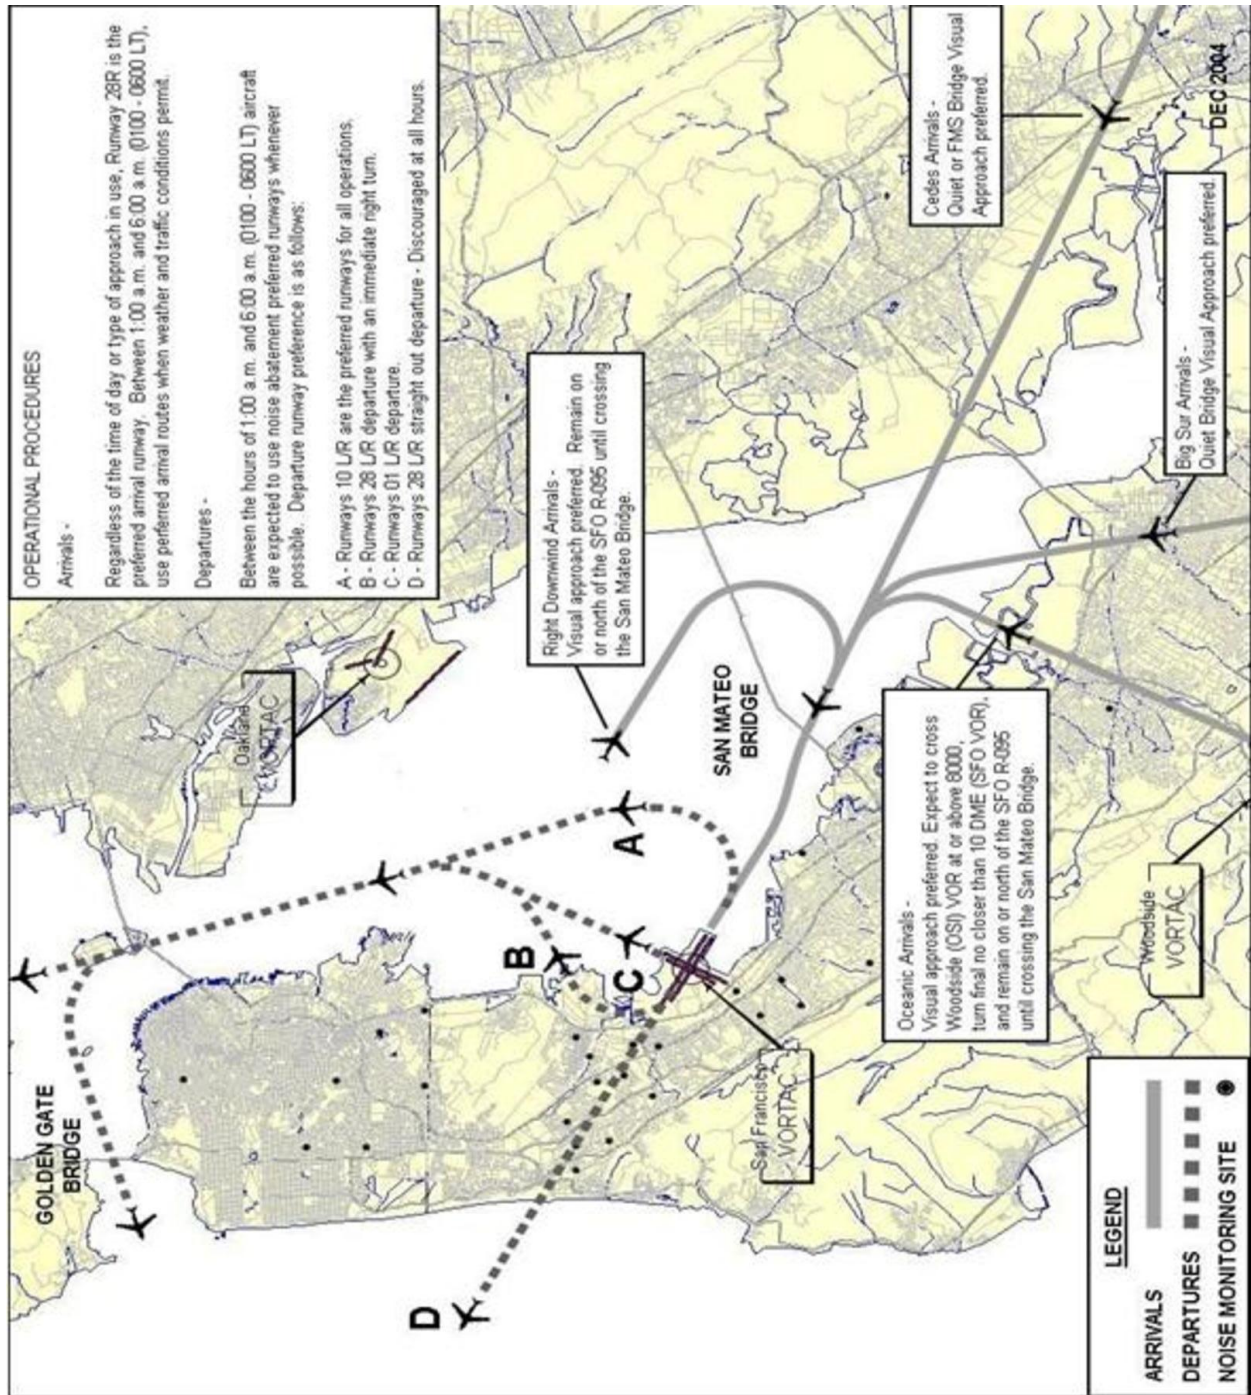 OPERATIONAL PROCEDURES
Arrivals -
Regardless of the time of day or type of approach in use, Runway 28R is the
preferred arrival runway. Between 1:00 a.m. and 6:00 a.m. (0100 - 0600 LT),
use perferred arrival routes when weather and traffic conditions permit.
Departures -
Between the hours of 1:00 a.m. and 6:00 a.m. (0100 - 0600 LT) aircraft
are expected to use noise abatement preferred runways whenever
possible. Departure runway preference is as follows:
A - Runways 10 L/R are the preferred runways for all operations.
B - Runways 28 L/R departure with an immediate right turn.
C - Runways 01 L/R departure.
D - Runways 28 L/R straight out departure - Discouraged at all hours.
GOLDEN GATE
BRIDGE
Oakland
VORTAC
Right Downwind Arrivals -
Visual approach preferred. Remain on
or north of the SFO R-095 until crossing
the San Mateo Bridge.
Cedes Arrivals -
Quiet or FMS Bridge Visual
Approach preferred.
D
B
C
A
SAN MATEO
BRIDGE
San Francisco
VORTAC
Oceanic Arrivals -
Visual approach preferred. Expect to cross
Woodside (OSI) VOR at or above 8000,
turn final no closer than 10 DME (SFO VOR),
and remain on or north of the SFO R-095
until crossing the San Mateo Bridge.
Big Sur Arrivals -
Quiet Bridge Visual Approach preferred.
Woodside
VORTAC
LEGEND
ARRIVALS
DEPARTURES
NOISE MONITORING SITE
DEC 2004